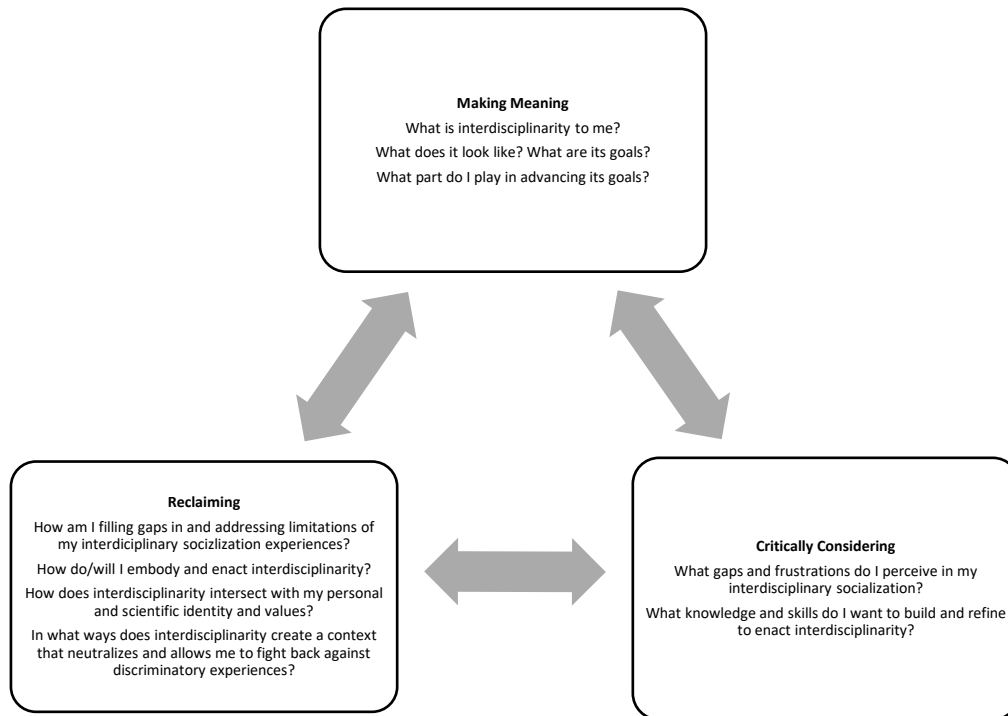 Making Meaning
What is interdisciplinarity to me?
What does it look like? What are its goals?
What part do I play in advancing its goals?
Reclaiming
How am I filling gaps in and addressing limitations of
my interdiciplinary socizlization experiences?
How do/will I embody and enact interdisciplinarity?
How does interdisciplinarity intersect with my personal
and scientific identity and values?
In what ways does interdisciplinarity create a context
that neutralizes and allows me to fight back against
discriminatory experiences?
Critically Considering
What gaps and frustrations do I perceive in my
interdisciplinary socialization?
What knowledge and skills do I want to build and refine
to enact interdisciplinarity?